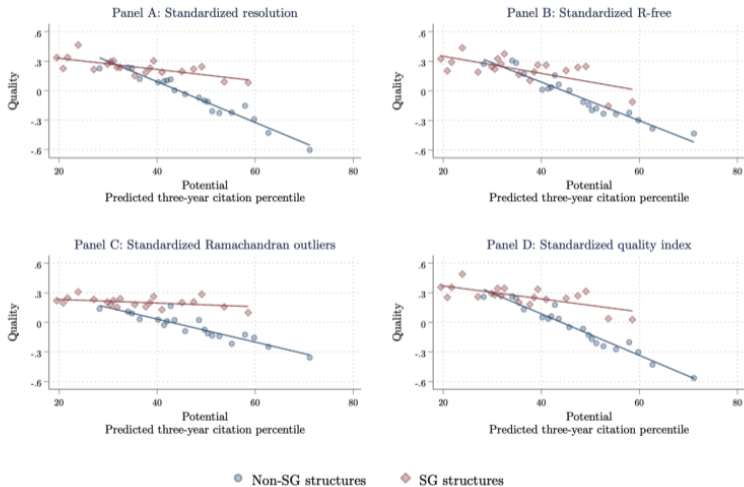 Panel A: Standardized resolution
Quality
.6
.3
0
-.3
-.6
20
40
60
80
Potential
Predicted three-year citation percentile
Panel B: Standardized R-free
Quality
.6
.3
0
-.3
-.6
20
40
60
80
Potential
Predicted three-year citation percentile
Panel C: Standardized Ramachandran outliers
Quality
.6
.3
0
-.3
-.6
20
40
60
80
Potential
Predicted three-year citation percentile
Panel D: Standardized quality index
Quality
.6
.3
0
-.3
-.6
20
40
60
80
Potential
Predicted three-year citation percentile
Non-SG structures
SG structures